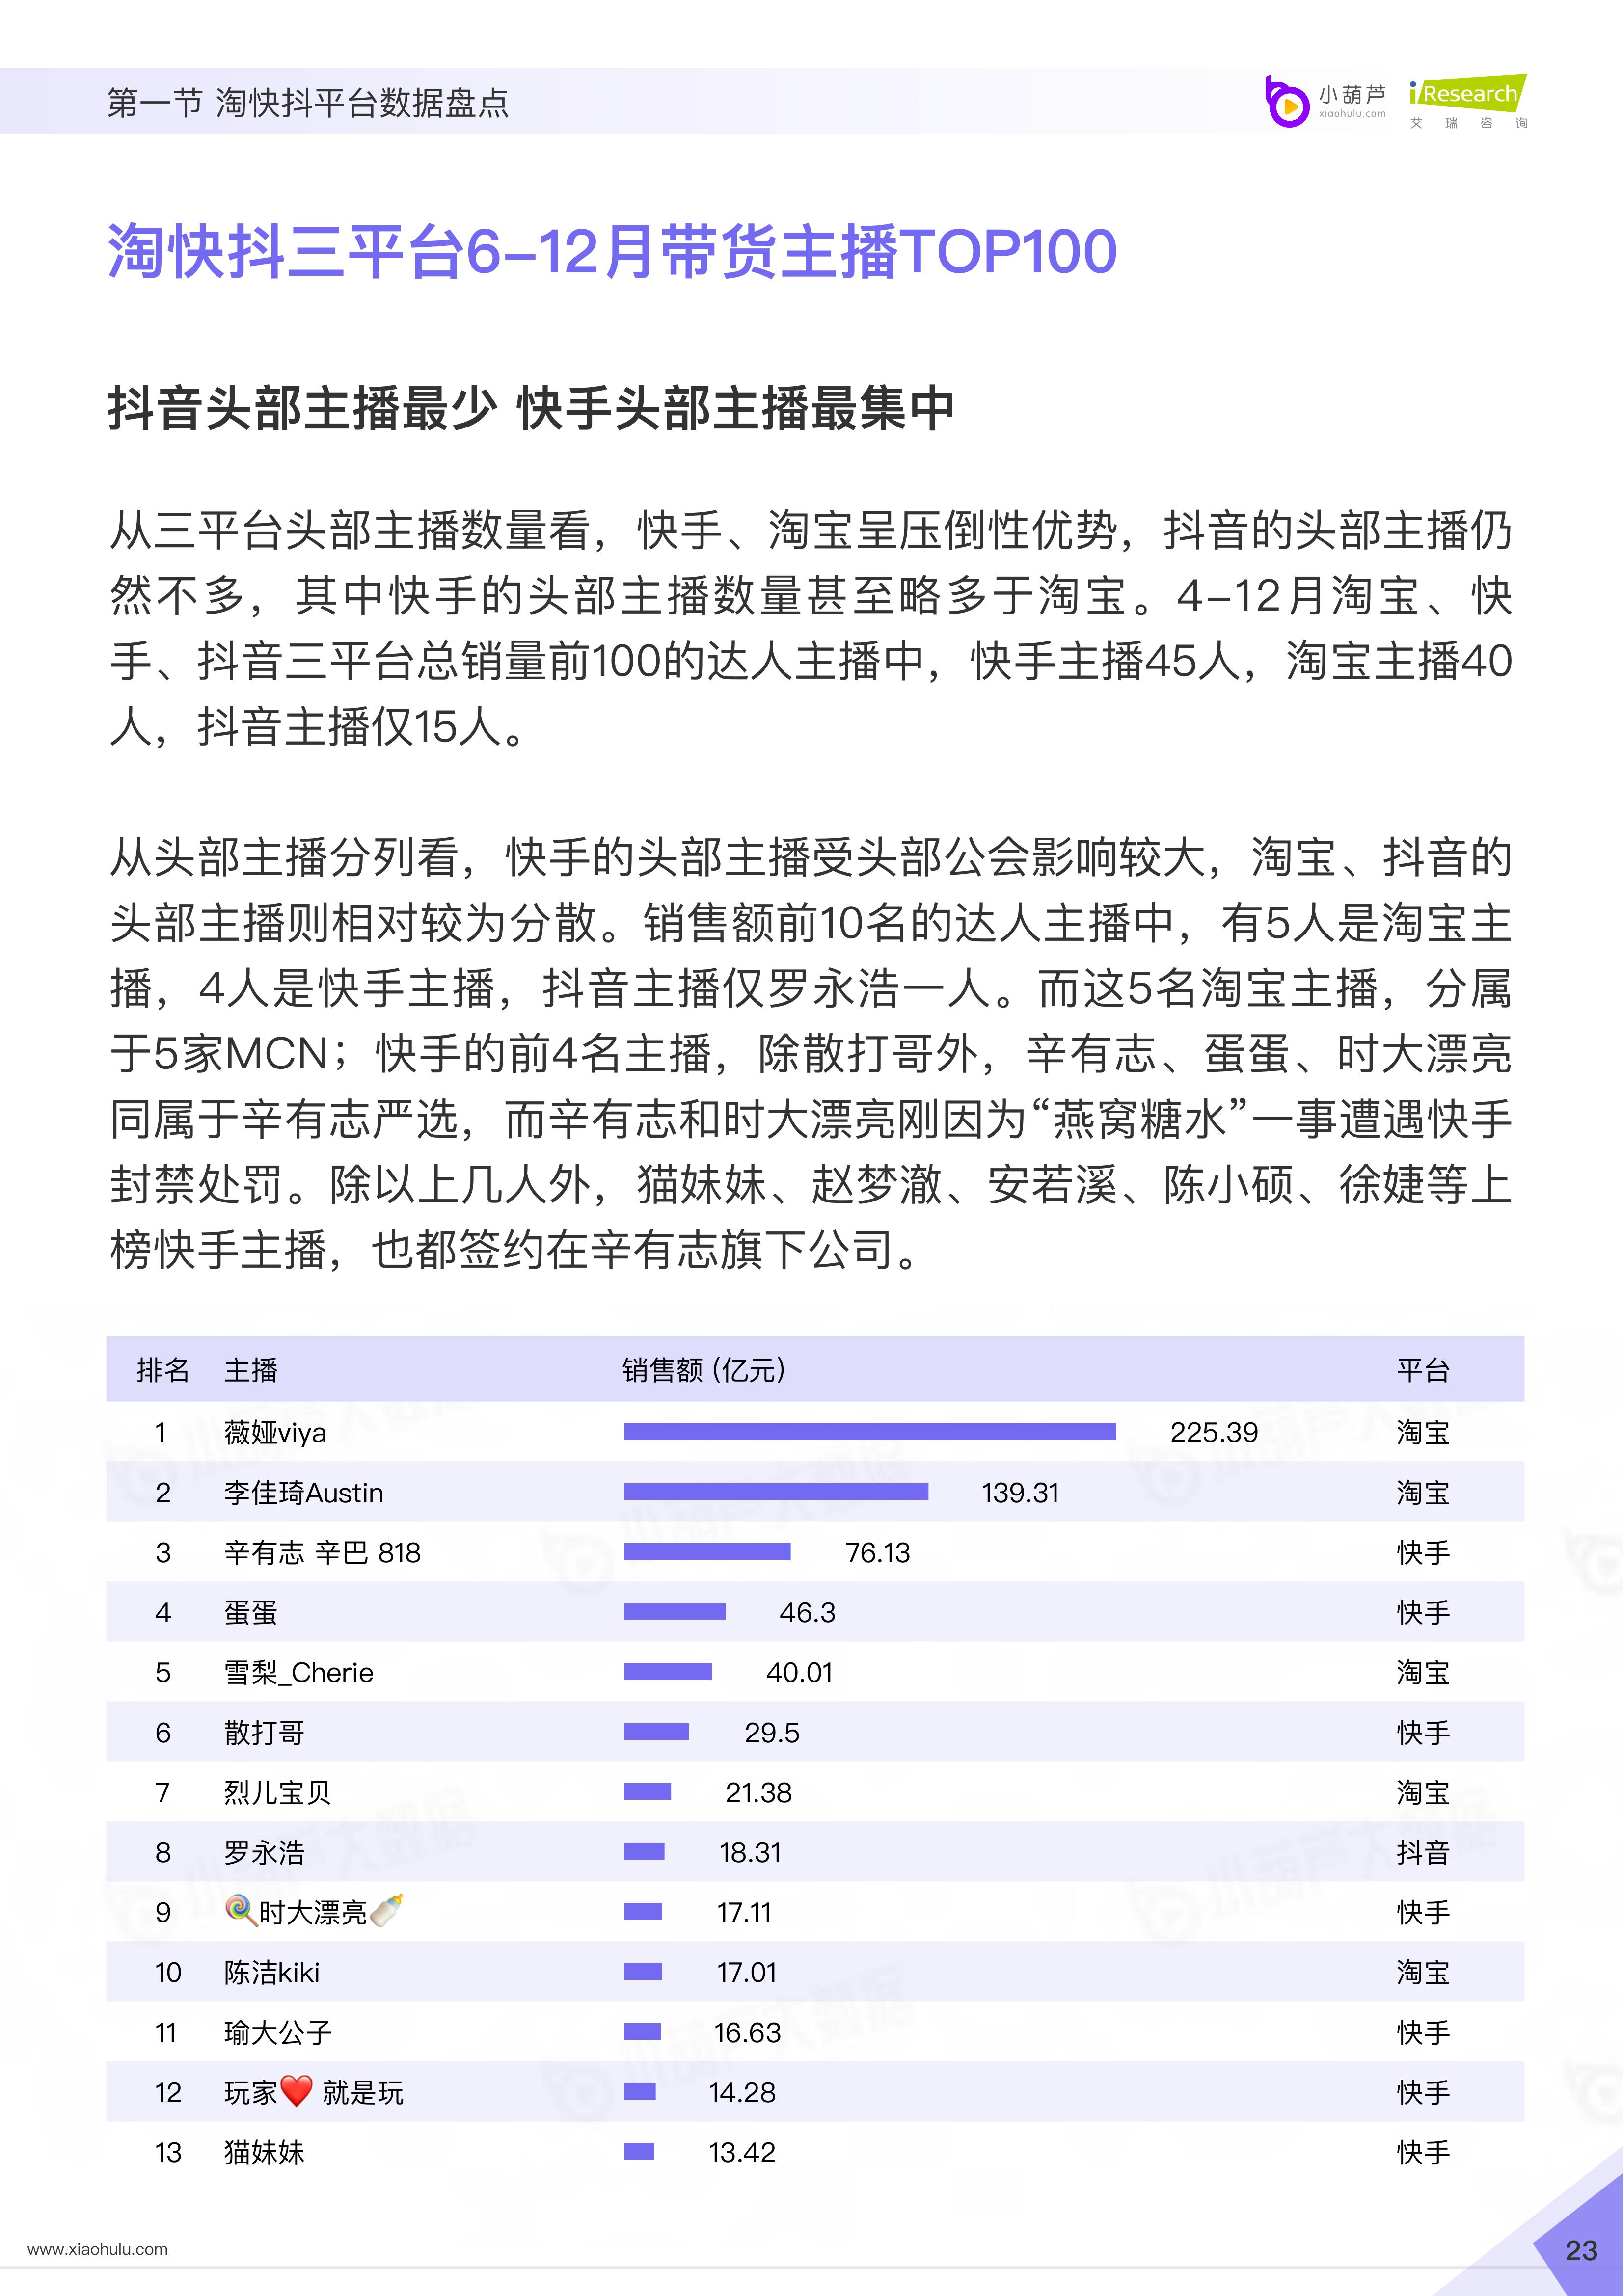 第一节 淘快抖平台数据盘点
小葫芦
xiaohulu.com
iResearch
艾瑞咨询
淘快抖三平台6-12月带货主播TOP100
抖音头部主播最少 快手头部主播最集中
从三平台头部主播数量看，快手、淘宝呈压倒性优势，抖音的头部主播仍
然不多，其中快手的头部主播数量甚至略多于淘宝。4-12月淘宝、快
手、抖音三平台总销量前100的达人主播中，快手主播45人，淘宝主播40
人，抖音主播仅15人。
从头部主播分列看，快手的头部主播受头部公会影响较大，淘宝、抖音的
头部主播则相对较为分散。销售额前10名的达人主播中，有5人是淘宝主
播，4人是快手主播，抖音主播仅罗永浩一人。而这5名淘宝主播，分属
于5家MCN；快手的前4名主播，除散打哥外，辛有志、蛋蛋、时大漂亮
同属于辛有志严选，而辛有志和时大漂亮刚因为“燕窝糖水”一事遭遇快手
封禁处罚。除以上几人外，猫妹妹、赵梦澈、安若溪、陈小硕、徐婕等上
榜快手主播，也都签约在辛有志旗下公司。
排名 主播 销售额 (亿元) 平台
1 薇娅viya 225.39 淘宝
2 李佳琦Austin 139.31 淘宝
3 辛有志 辛巴 818 76.13 快手
4 蛋蛋 46.3 快手
5 雪梨_Cherie 40.01 淘宝
6 散打哥 29.5 快手
7 烈儿宝贝 21.38 淘宝
8 罗永浩 18.31 抖音
9 🍭时大漂亮🍼 17.11 快手
10 陈洁kiki 17.01 淘宝
11 瑜大公子 16.63 快手
12 玩家❤️ 就是玩 14.28 快手
13 猫妹妹 13.42 快手
www.xiaohulu.com
23